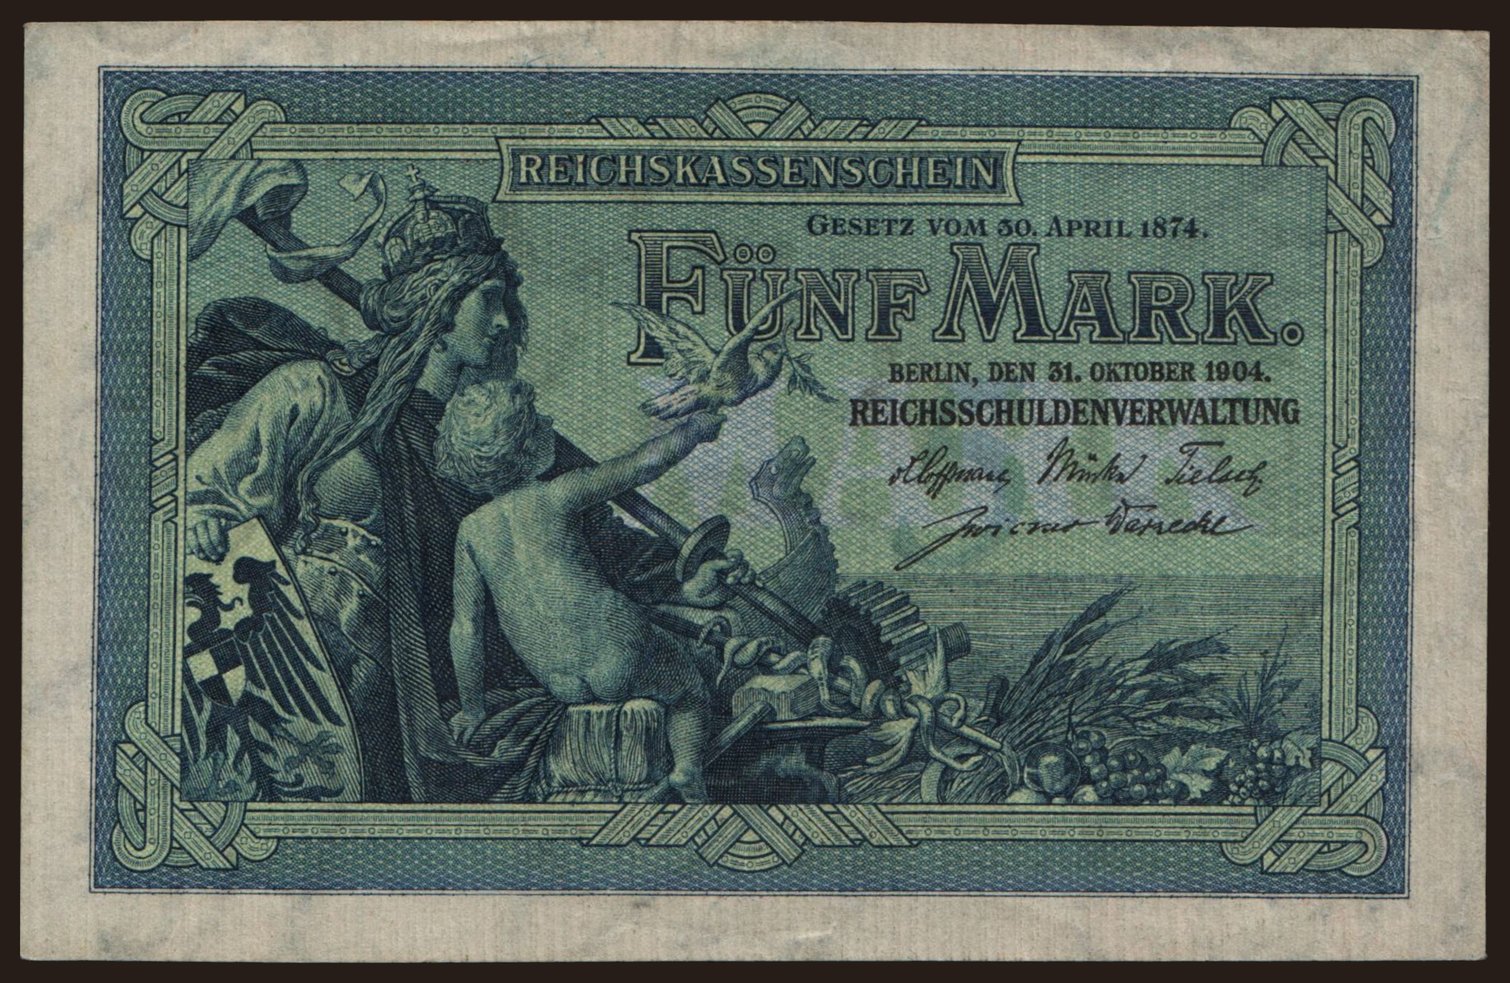 REICHSKASSENSCHEIN
GESETZ VOM 30. APRIL 1874.
FÜNF MARK.
BERLIN, DEN 31. OKTOBER 1904.
REICHSSCHULDENVERWALTUNG